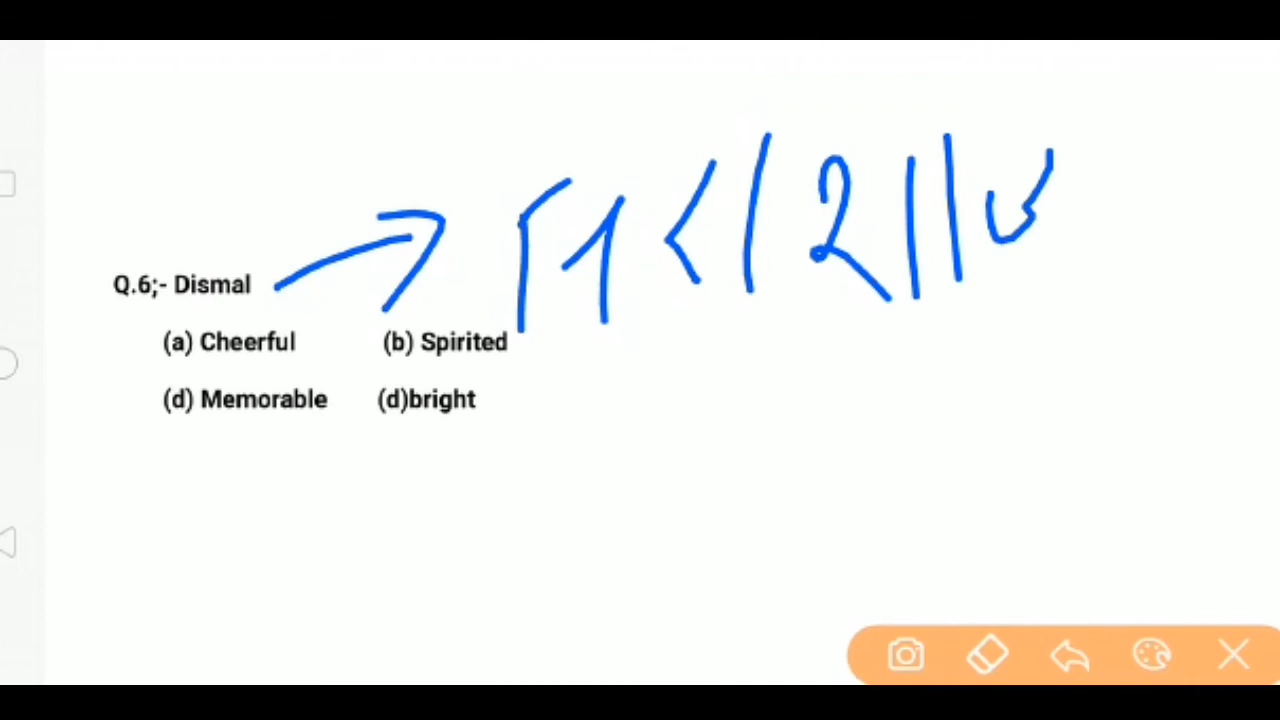 Q.6;- Dismal
(a) Cheerful (b) Spirited
(d) Memorable (d)bright